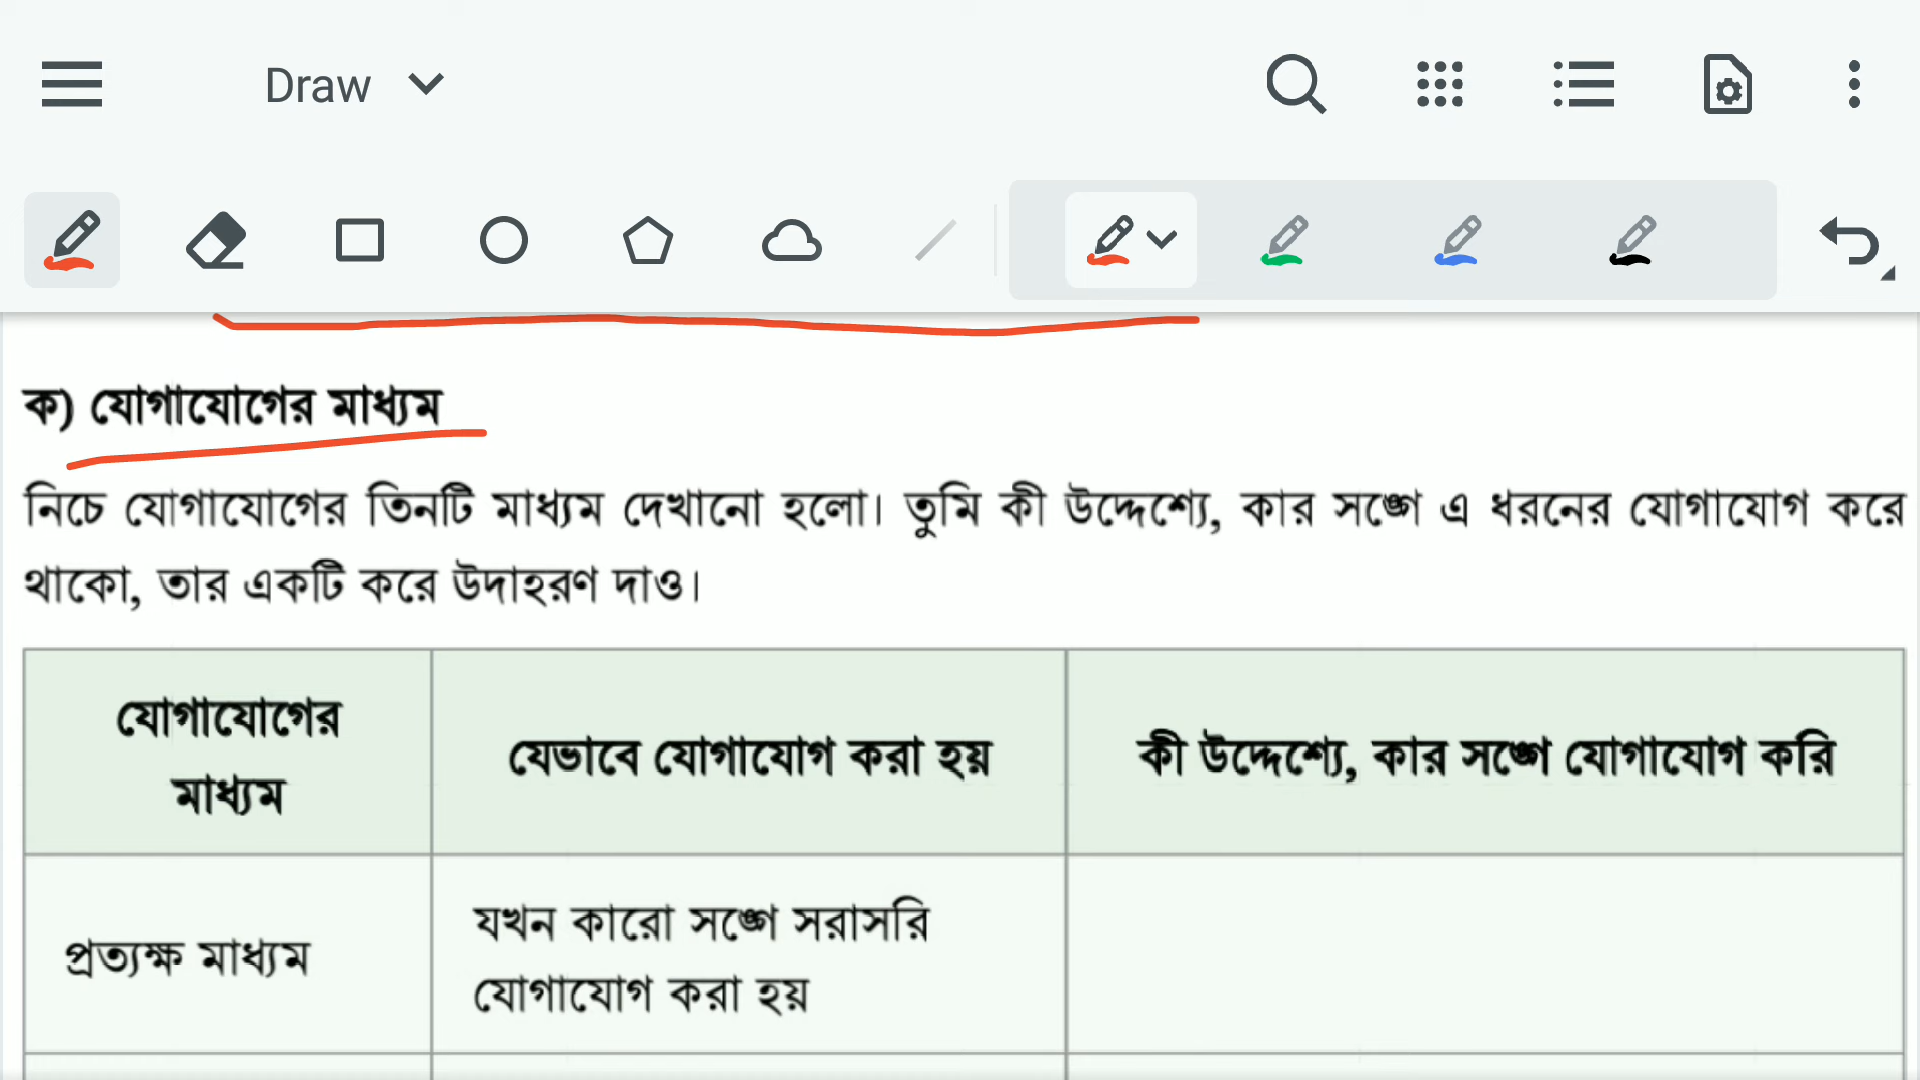 Draw
ক) যোগাযোগের মাধ্যম
নিচে যোগাযোগের তিনটি মাধ্যম দেখানো হলো। তুমি কী উদ্দেশ্যে, কার সঙ্গে এ ধরনের যোগাযোগ করে
থাকো, তার একটি করে উদাহরণ দাও।
যোগাযোগের
মাধ্যম
যেভাবে যোগাযোগ করা হয়
কী উদ্দেশ্যে, কার সঙ্গে যোগাযোগ করি
প্রত্যক্ষ মাধ্যম
যখন কারো সঙ্গে সরাসরি
যোগাযোগ করা হয়